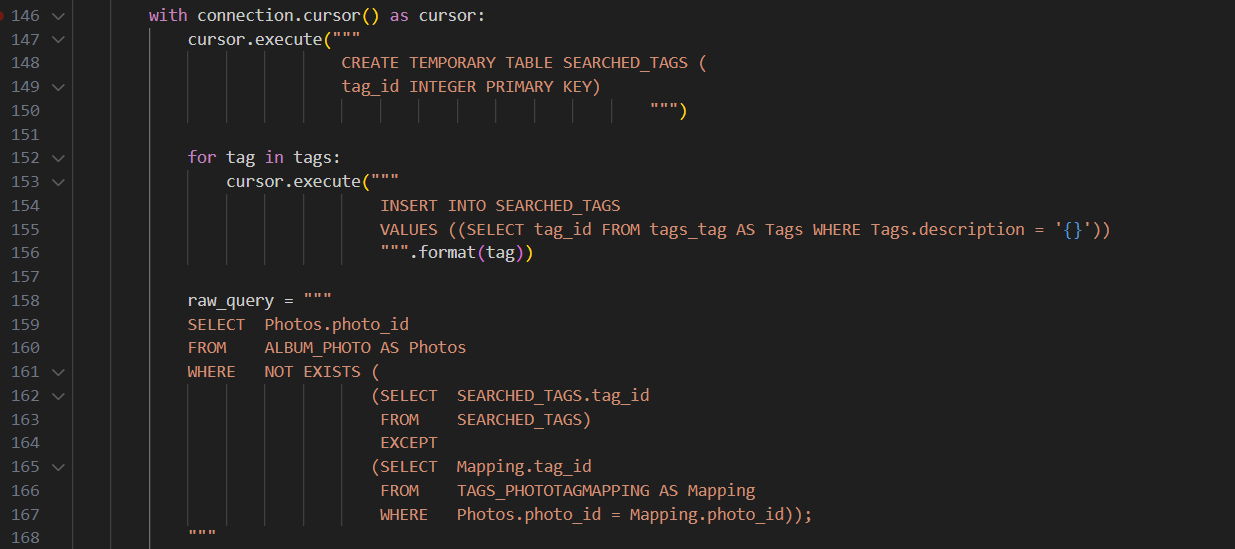 146 with connection.cursor() as cursor:
147 cursor.execute("""
148 CREATE TEMPORARY TABLE SEARCHED_TAGS (
149 tag_id INTEGER PRIMARY KEY)
150 """)
151
152 for tag in tags:
153 cursor.execute("""
154 INSERT INTO SEARCHED_TAGS
155 VALUES ((SELECT tag_id FROM tags_tag AS Tags WHERE Tags.description = '{}'))
156 """.format(tag))
157
158 raw_query = """
159 SELECT Photos.photo_id
160 FROM ALBUM_PHOTO AS Photos
161 WHERE NOT EXISTS (
162 (SELECT SEARCHED_TAGS.tag_id
163 FROM SEARCHED_TAGS)
164 EXCEPT
165 (SELECT Mapping.tag_id
166 FROM TAGS_PHOTOTAGMAPPING AS Mapping
167 WHERE Photos.photo_id = Mapping.photo_id));
168 """